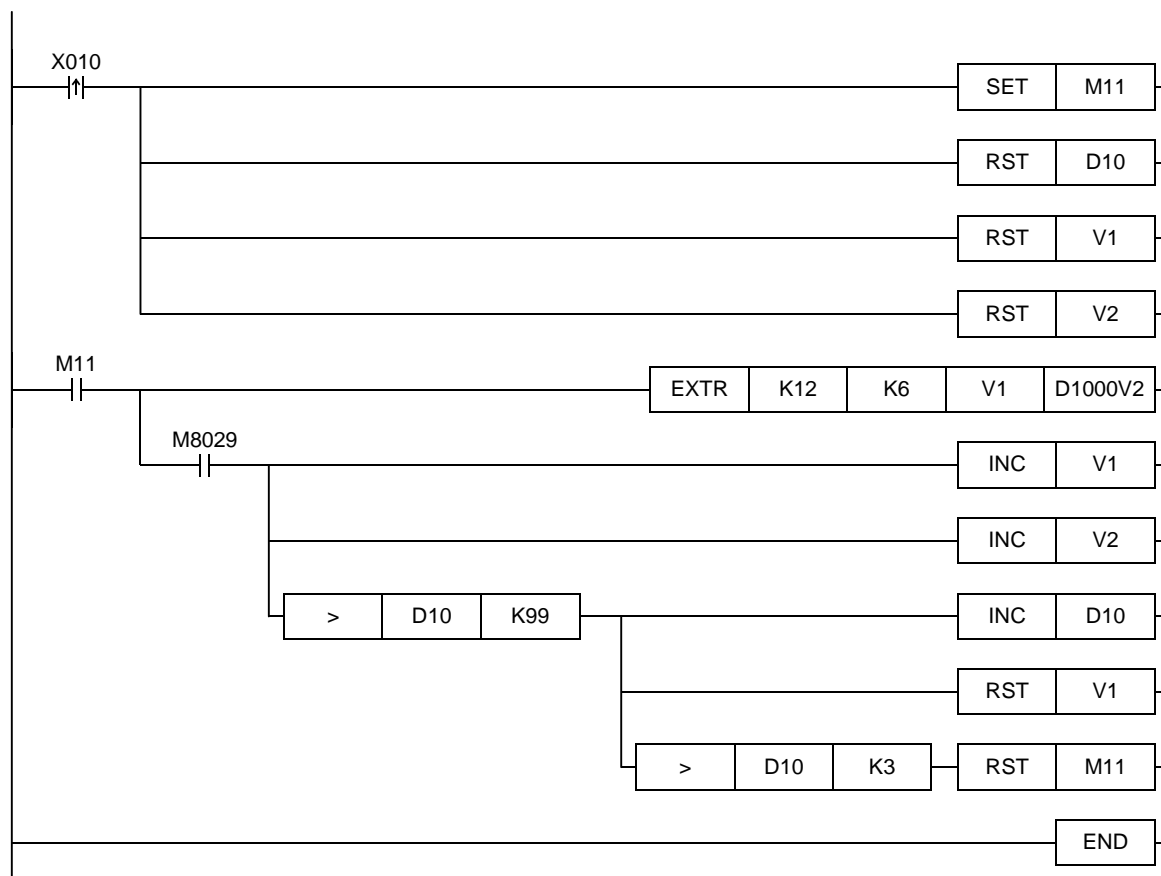 X010
SET M11
RST D10
RST V1
RST V2
M11
EXTR K12 K6 V1 D1000V2
M8029
INC V1
INC V2
> D10 K99 INC D10
RST V1
> D10 K3 RST M11
END